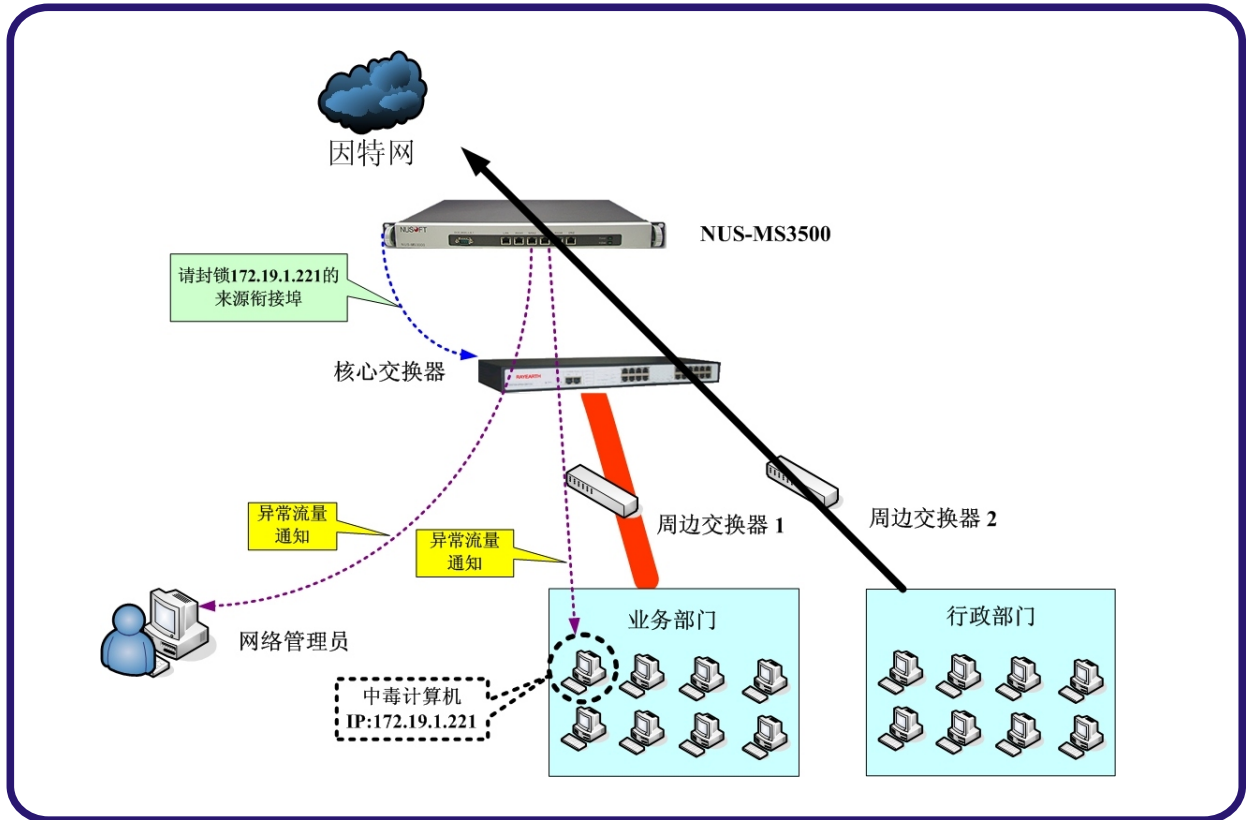 因特网
NUSOFT
NUS-MS3500
请封锁172.19.1.221的
来源衔接埠
核心交换器
RAYEARTH
异常流量
通知
异常流量
通知
周边交换器 1
周边交换器 2
网络管理员
业务部门
行政部门
中毒计算机
IP:172.19.1.221